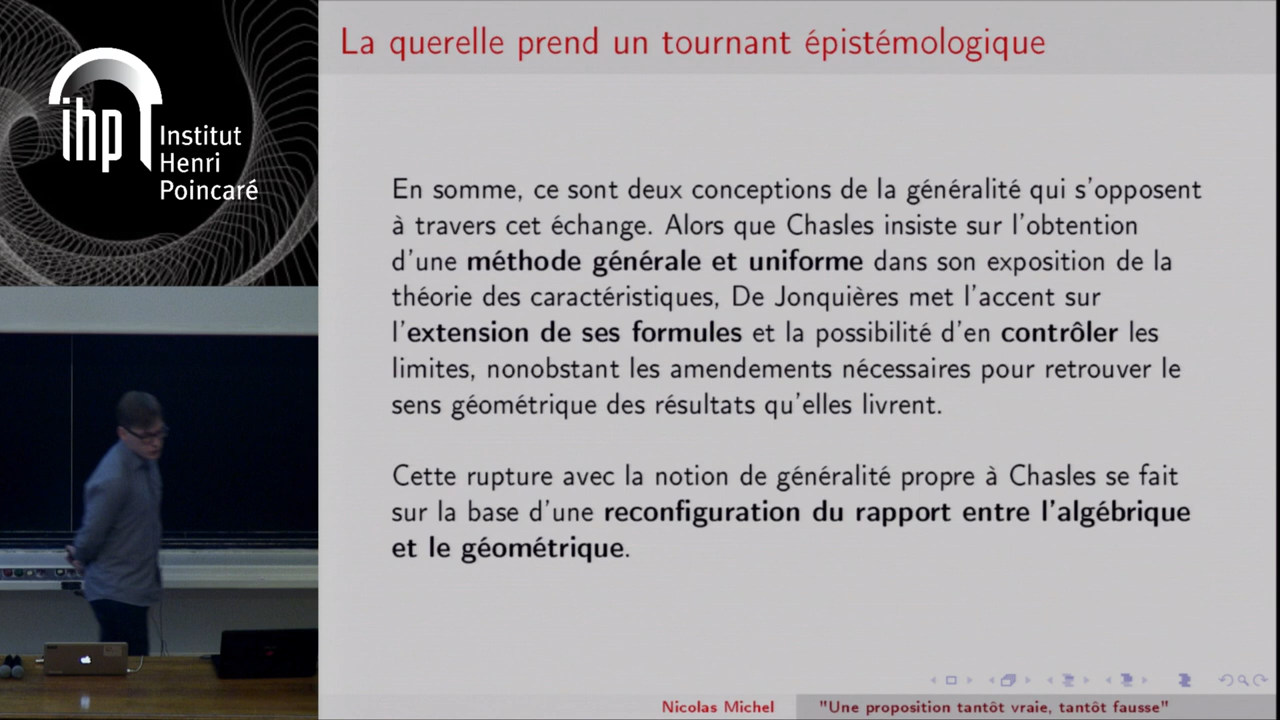 ihp
Institut
Henri
Poincaré
La querelle prend un tournant épistémologique
En somme, ce sont deux conceptions de la généralité qui s'opposent
à travers cet échange. Alors que Chasles insiste sur l'obtention
d'une méthode générale et uniforme dans son exposition de la
théorie des caractéristiques, De Jonquières met l'accent sur
l'extension de ses formules et la possibilité d'en contrôler les
limites, nonobstant les amendements nécessaires pour retrouver le
sens géométrique des résultats qu'elles livrent.
Cette rupture avec la notion de généralité propre à Chasles se fait
sur la base d'une reconfiguration du rapport entre l'algébrique
et le géométrique.
Nicolas Michel
"Une proposition tantôt vraie, tantôt fausse"